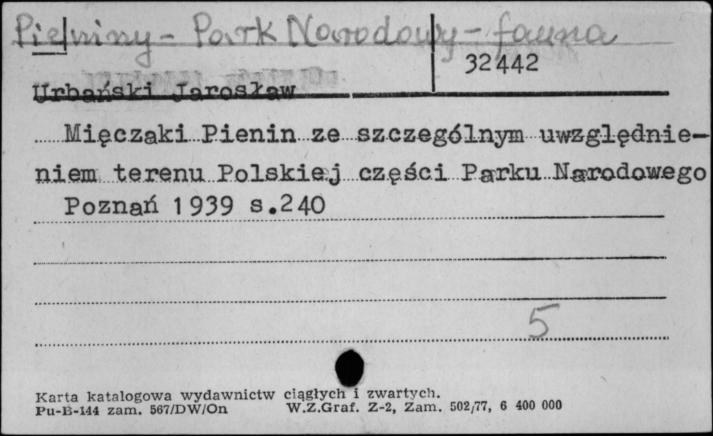 Pieniny - Park Narodowy - fauna
32442
Urbański Jarosław
Mięczaki Pienin ze szczególnym uwzględnie-
niem terenu Polskiej części Parku Narodowego
Poznań 1939 s.240
5
Karta katalogowa wydawnictw ciągłych i zwartych.
Pu-B-144 zam. 567/DW/On W.Z.Graf. Z-2, Zam. 502/77, 6 400 000